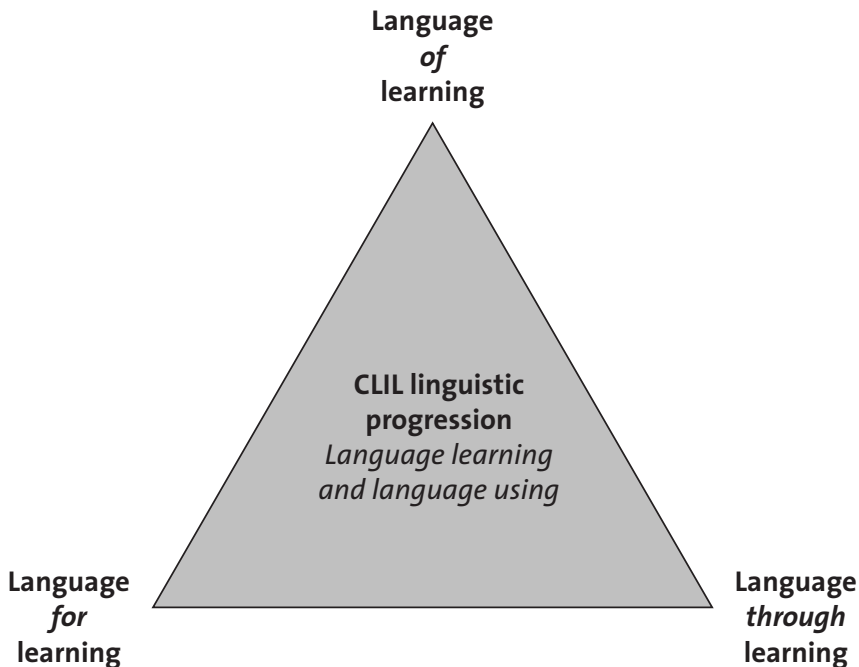 Language
of
learning
CLIL linguistic
progression
Language learning
and language using
Language
for
learning
Language
through
learning